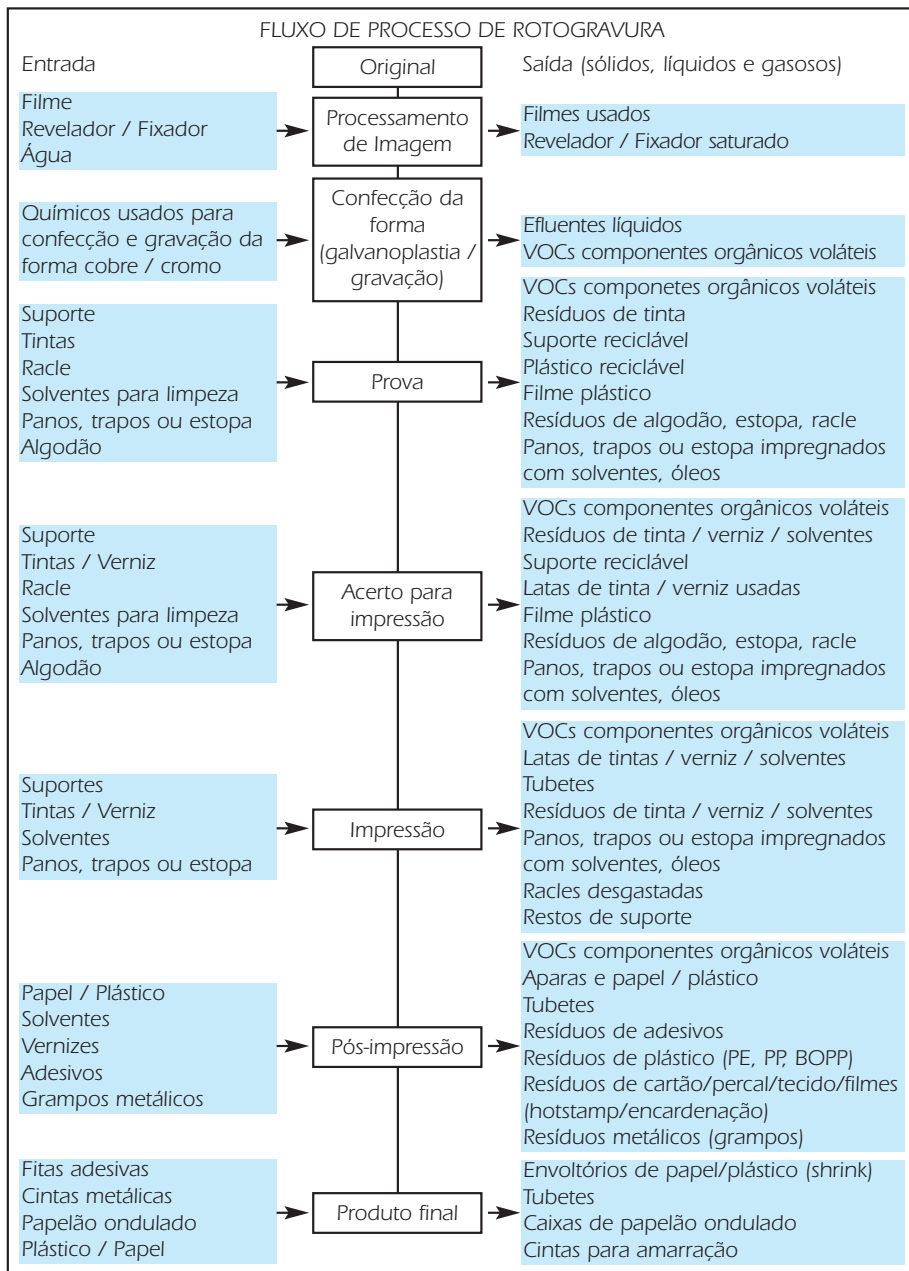 FLUXO DE PROCESSO DE ROTOGRAVURA
Entrada
Original
Saída (sólidos, líquidos e gasosos)
Filme
Revelador / Fixador
Água
Processamento
de Imagem
Filmes usados
Revelador / Fixador saturado
Químicos usados para
confecção e gravação da
forma cobre / cromo
Confecção da
forma
(galvanoplastia /
gravação)
Efluentes líquidos
VOCs componentes orgânicos voláteis
Suporte
Tintas
Racle
Solventes para limpeza
Panos, trapos ou estopa
Algodão
Prova
VOCs componetes orgânicos voláteis
Resíduos de tinta
Suporte reciclável
Plástico reciclável
Filme plástico
Resíduos de algodão, estopa, racle
Panos, trapos ou estopa impregnados
com solventes, óleos
Suporte
Tintas / Verniz
Racle
Solventes para limpeza
Panos, trapos ou estopa
Algodão
Acerto para
impressão
VOCs componentes orgânicos voláteis
Resíduos de tinta / verniz / solventes
Suporte reciclável
Latas de tinta / verniz usadas
Filme plástico
Resíduos de algodão, estopa, racle
Panos, trapos ou estopa impregnados
com solventes, óleos
Suportes
Tintas / Verniz
Solventes
Panos, trapos ou estopa
Impressão
VOCs componentes orgânicos voláteis
Latas de tintas / verniz / solventes
Tubetes
Resíduos de tinta / verniz / solventes
Panos, trapos ou estopa impregnados
com solventes, óleos
Racles desgastadas
Restos de suporte
Papel / Plástico
Solventes
Vernizes
Adesivos
Grampos metálicos
Pós-impressão
VOCs componentes orgânicos voláteis
Aparas e papel / plástico
Tubetes
Resíduos de adesivos
Resíduos de plástico (PE, PP, BOPP)
Resíduos de cartão/percal/tecido/filmes
(hotstamp/encardenação)
Resíduos metálicos (grampos)
Fitas adesivas
Cintas metálicas
Papelão ondulado
Plástico / Papel
Produto final
Envoltórios de papel/plástico (shrink)
Tubetes
Caixas de papelão ondulado
Cintas para amarração